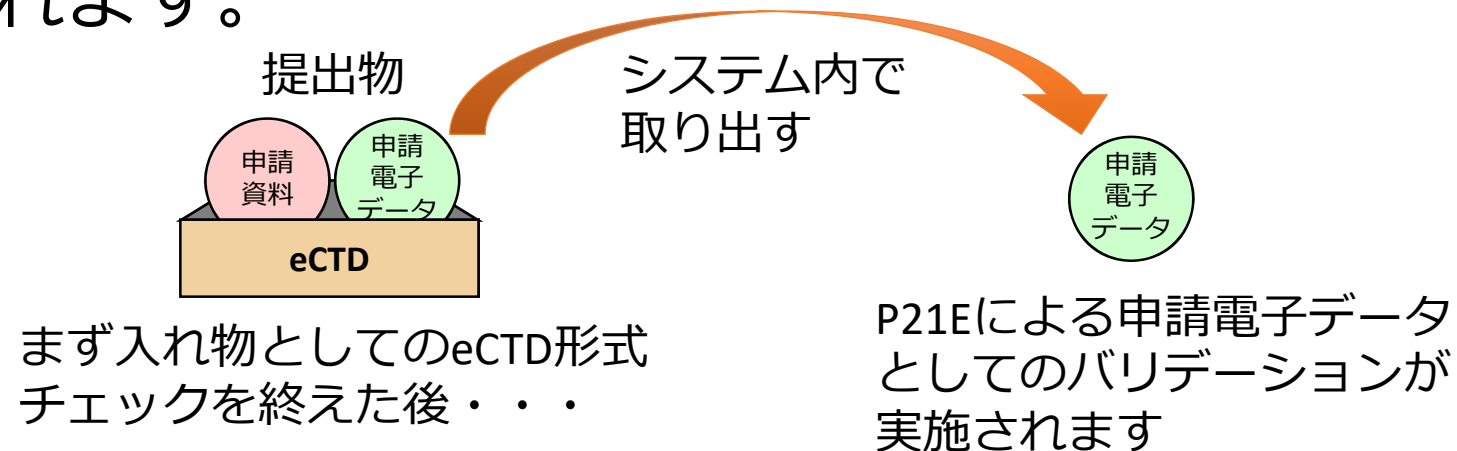 れます。
提出物
システム内で
取り出す
申請
資料
申請
電子
データ
eCTD
申請
電子
データ
まず入れ物としてのeCTD形式
チェックを終えた後・・・
P21Eによる申請電子データ
としてのバリデーションが
実施されます